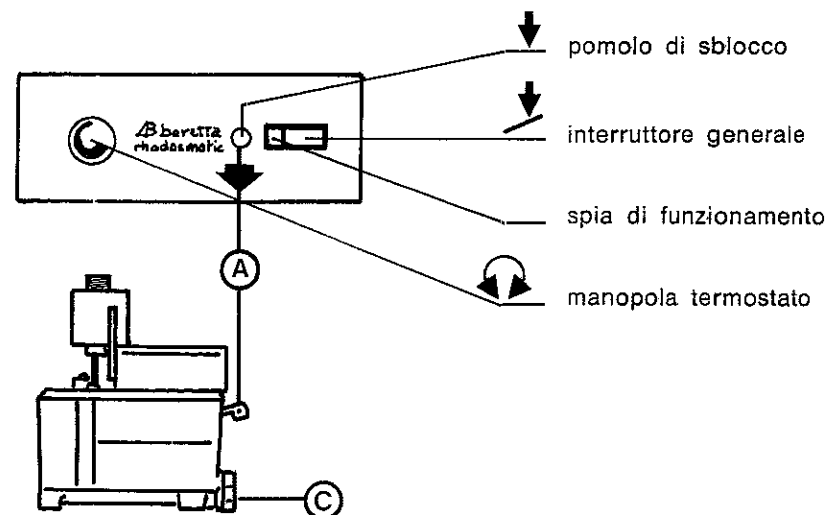 pomolo di sblocco
beretta
rhodosmatic
interruttore generale
spia di funzionamento
A
manopola termostato
C